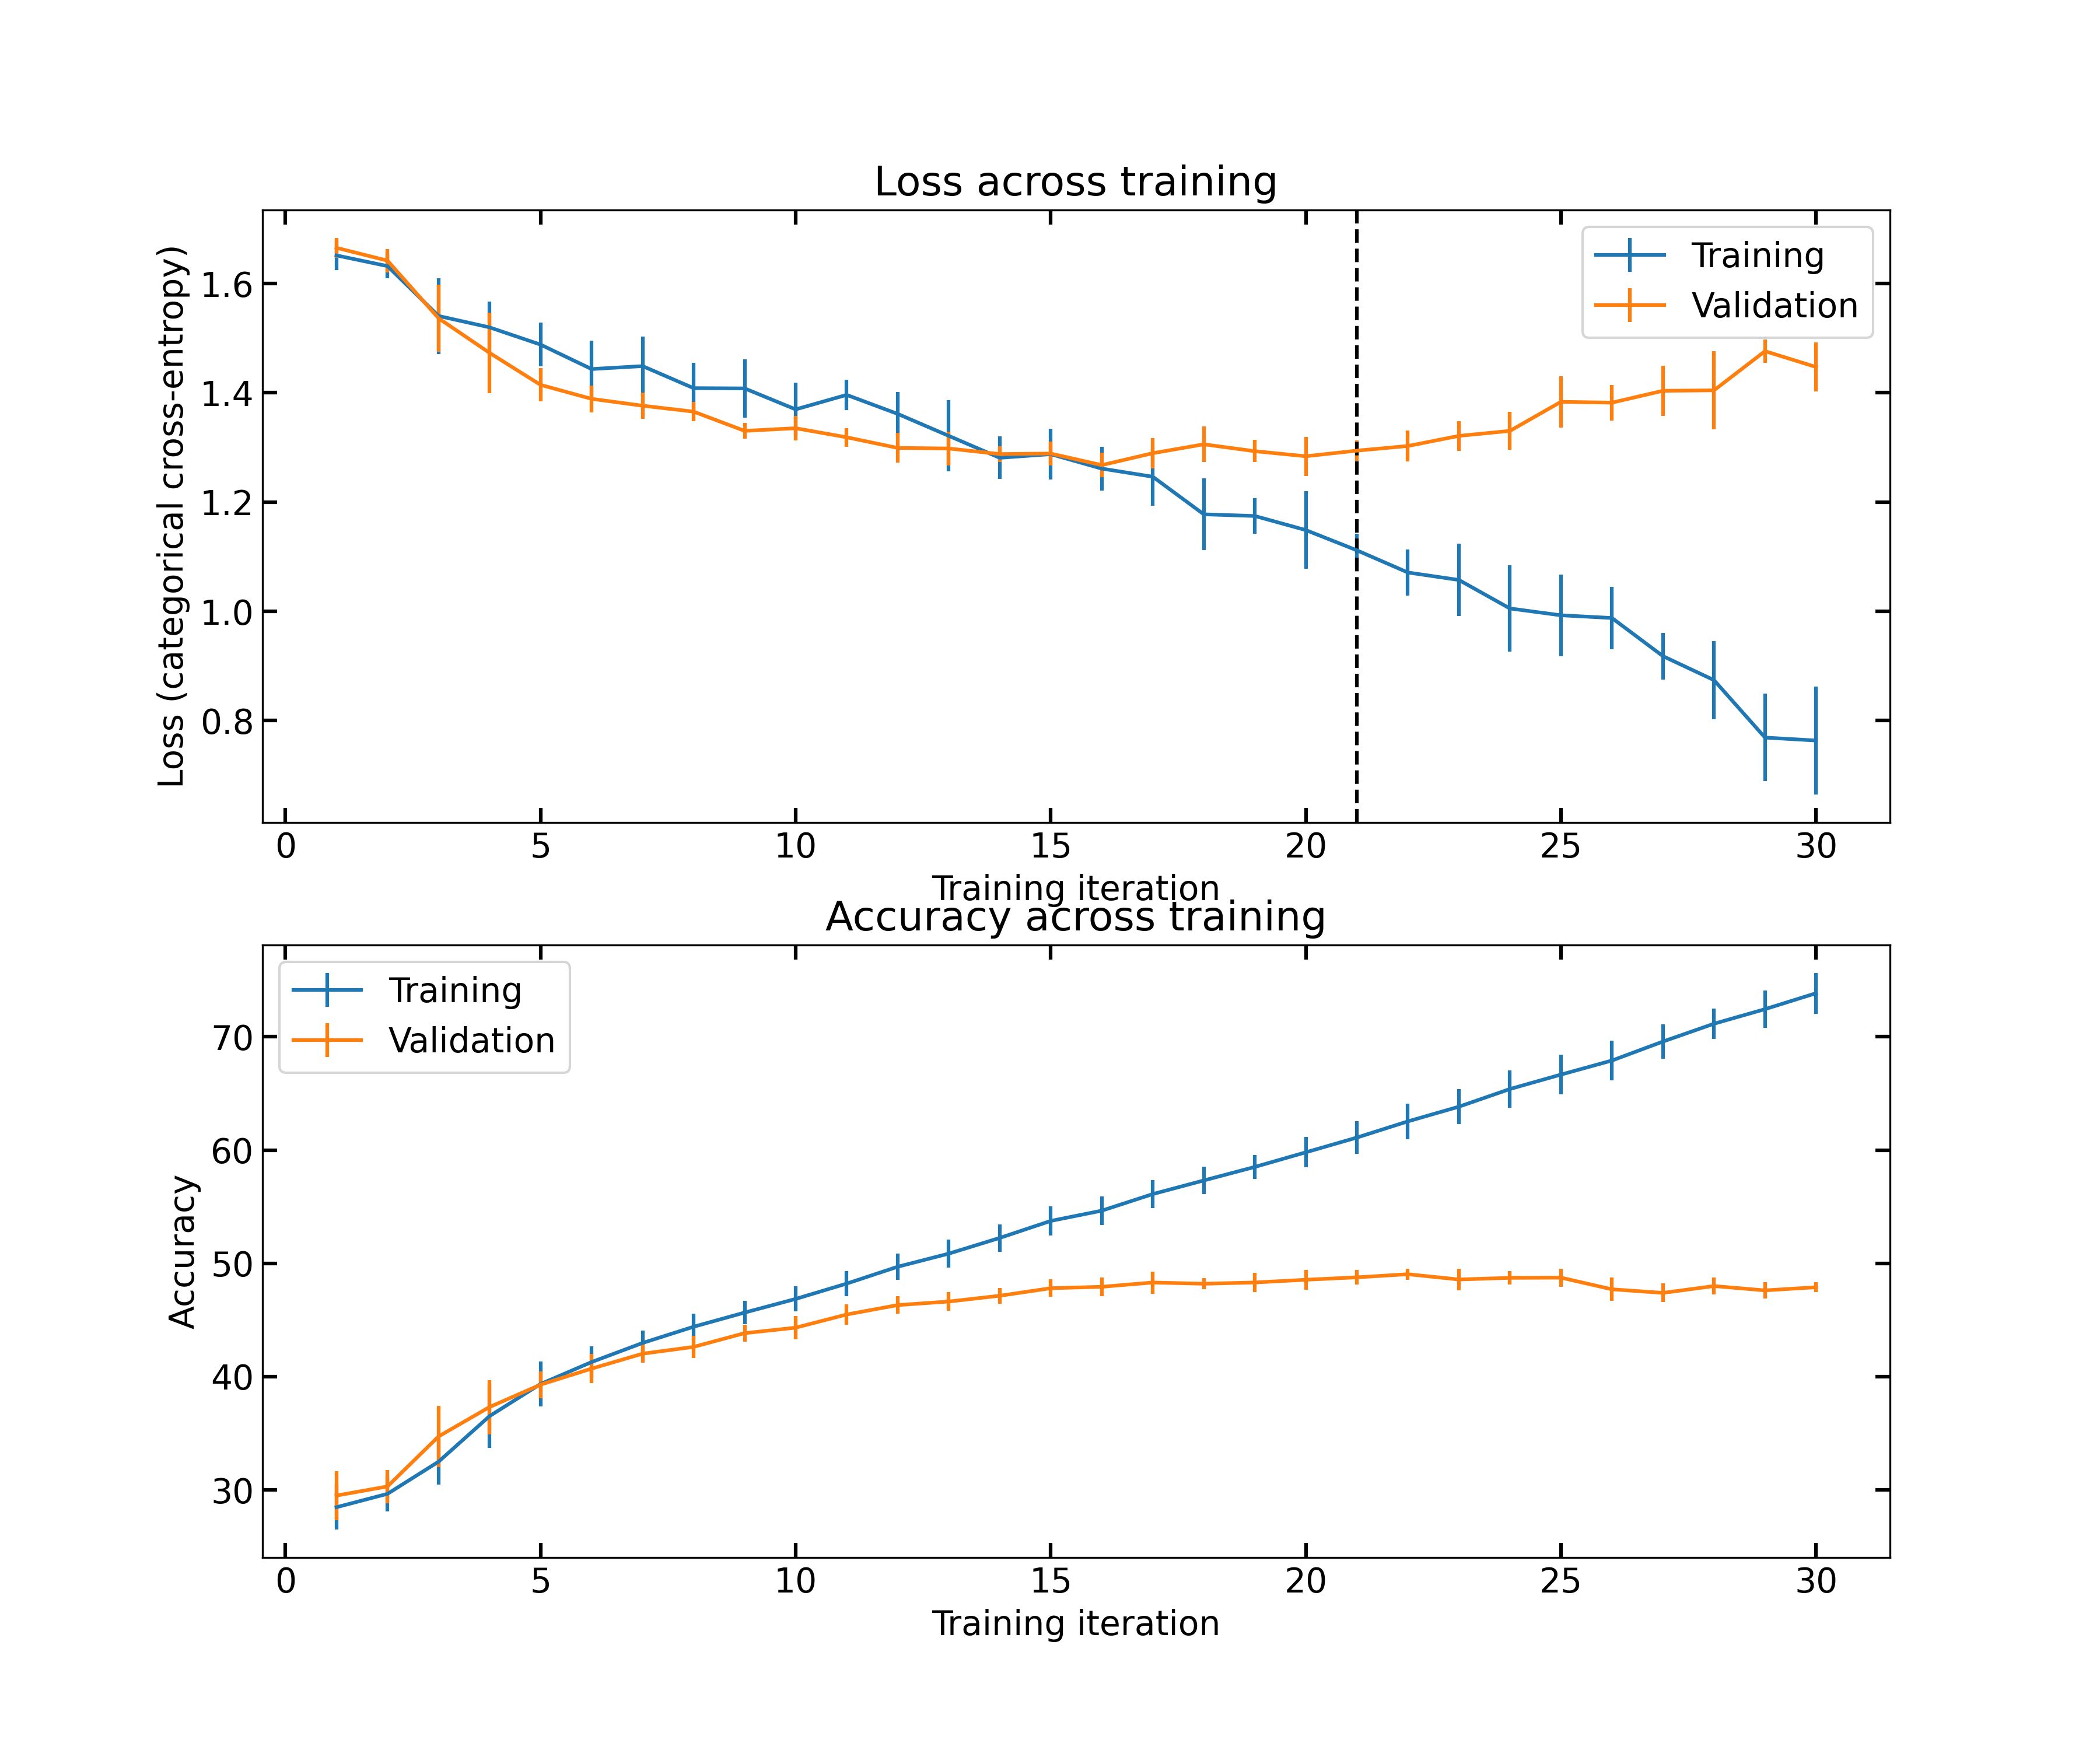 Loss across training
Loss (categorical cross-entropy)
1.6
1.4
1.2
1.0
0.8
Training
Validation
0 5 10 15 20 25 30
Training iteration
Accuracy across training
Accuracy
70
60
50
40
30
Training
Validation
0 5 10 15 20 25 30
Training iteration